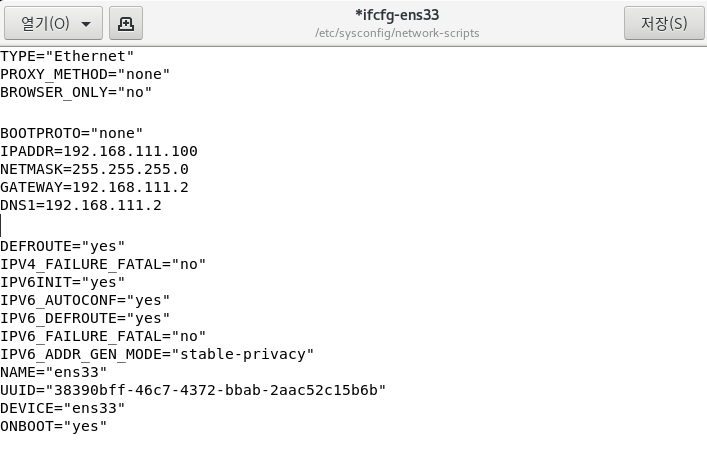 열기(O)
*ifcfg-ens33
/etc/sysconfig/network-scripts
저장(S)
TYPE="Ethernet"
PROXY_METHOD="none"
BROWSER_ONLY="no"
BOOTPROTO="none"
IPADDR=192.168.111.100
NETMASK=255.255.255.0
GATEWAY=192.168.111.2
DNS1=192.168.111.2
DEFROUTE="yes"
IPV4_FAILURE_FATAL="no"
IPV6INIT="yes"
IPV6_AUTOCONF="yes"
IPV6_DEFROUTE="yes"
IPV6_FAILURE_FATAL="no"
IPV6_ADDR_GEN_MODE="stable-privacy"
NAME="ens33"
UUID="38390bff-46c7-4372-bbab-2aac52c15b6b"
DEVICE="ens33"
ONBOOT="yes"